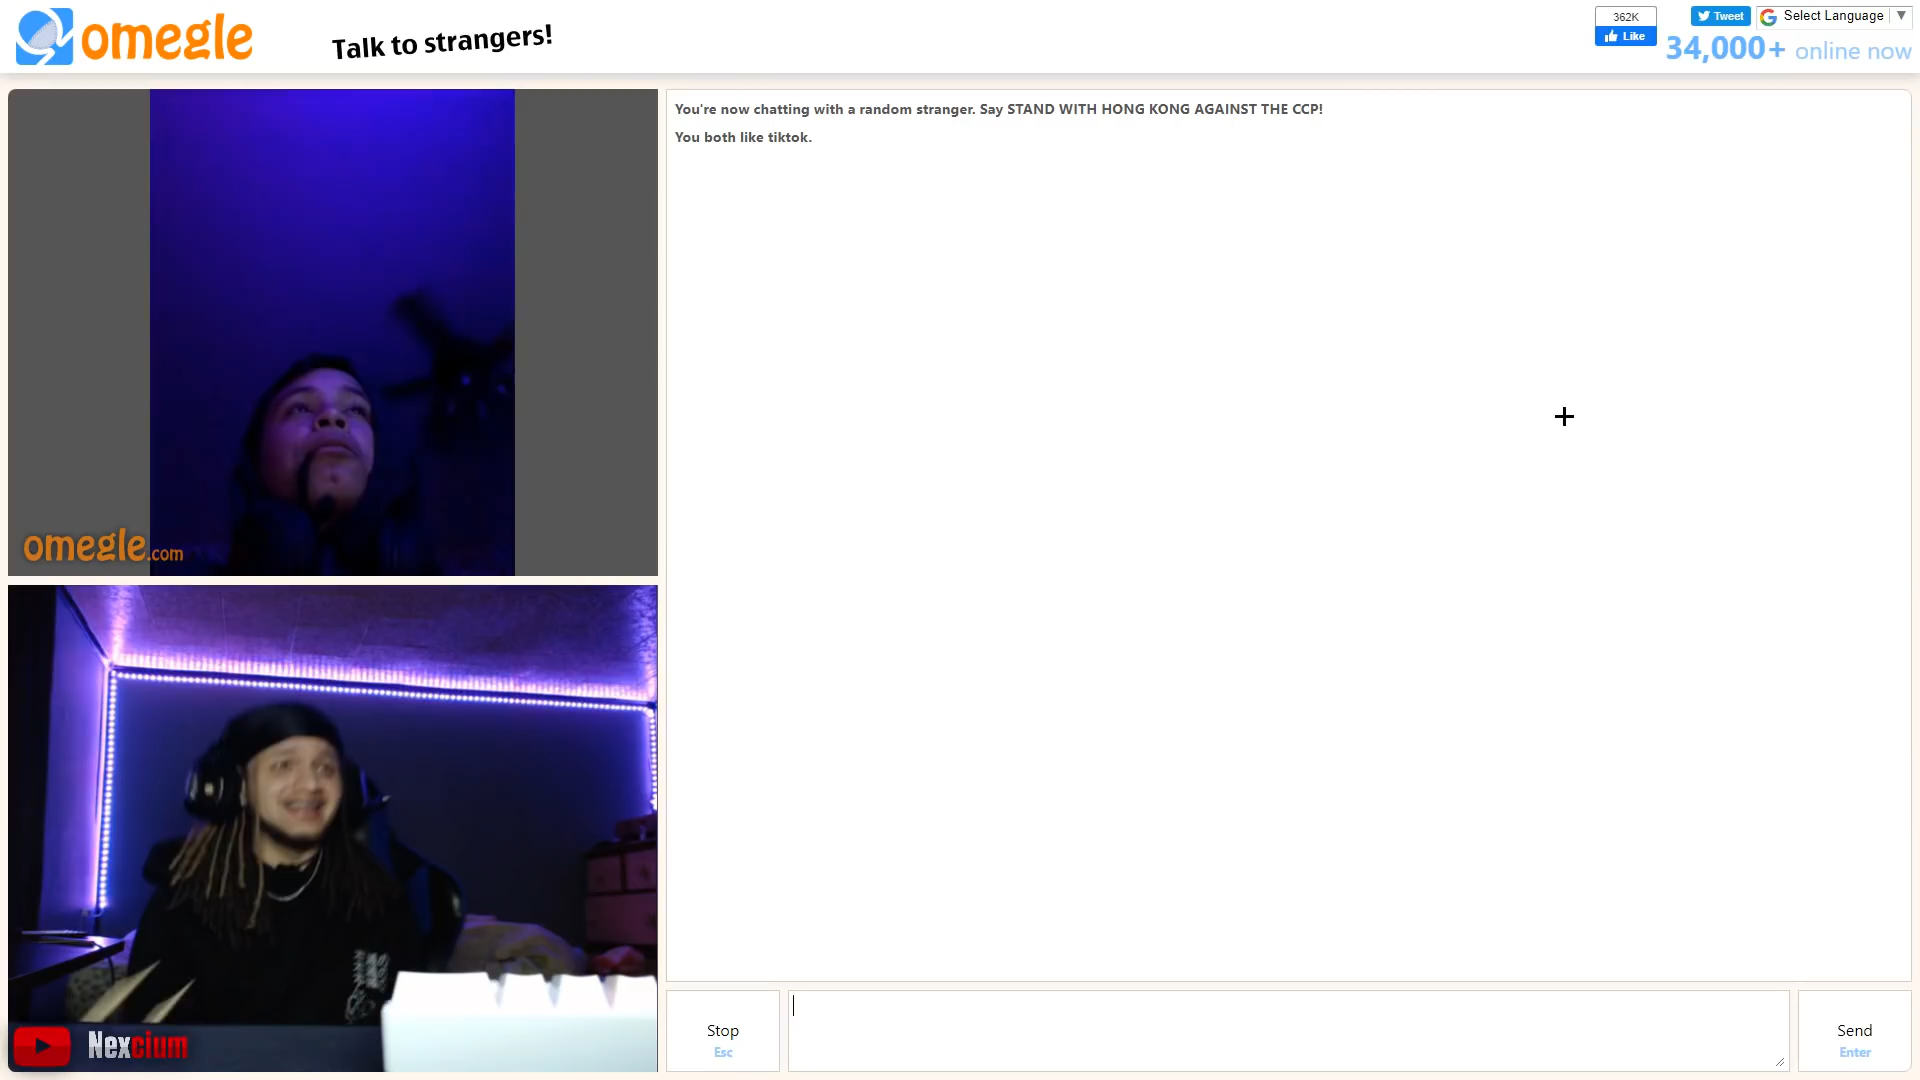 omegle
Talk to strangers!
362K
Like
Tweet
Select Language
34,000+ online now
You're now chatting with a random stranger. Say STAND WITH HONG KONG AGAINST THE CCP!
You both like tiktok.
omegle.com
Nexcium
Stop
Esc
Send
Enter